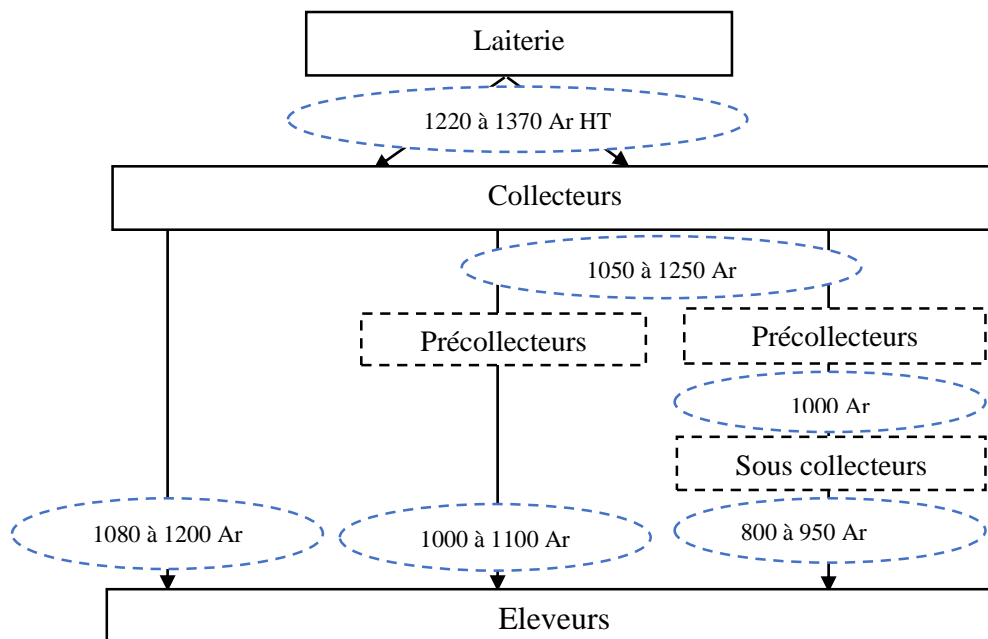 Laiterie
1220 à 1370 Ar HT
Collecteurs
1050 à 1250 Ar
Précollecteurs
Précollecteurs
1000 Ar
Sous collecteurs
1080 à 1200 Ar
1000 à 1100 Ar
800 à 950 Ar
Eleveurs